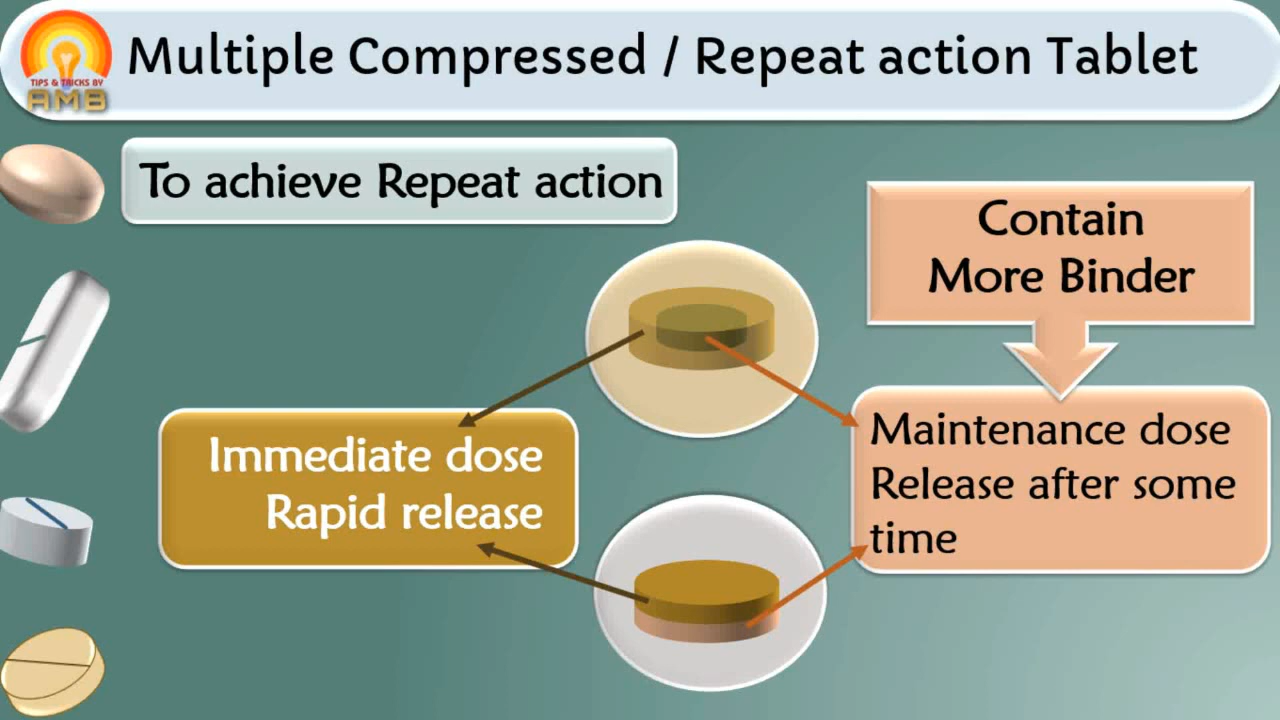 TIPS & TRICKS BY
AMB
Multiple Compressed / Repeat action Tablet
To achieve Repeat action
Contain
More Binder
Immediate dose
Rapid release
Maintenance dose
Release after some
time